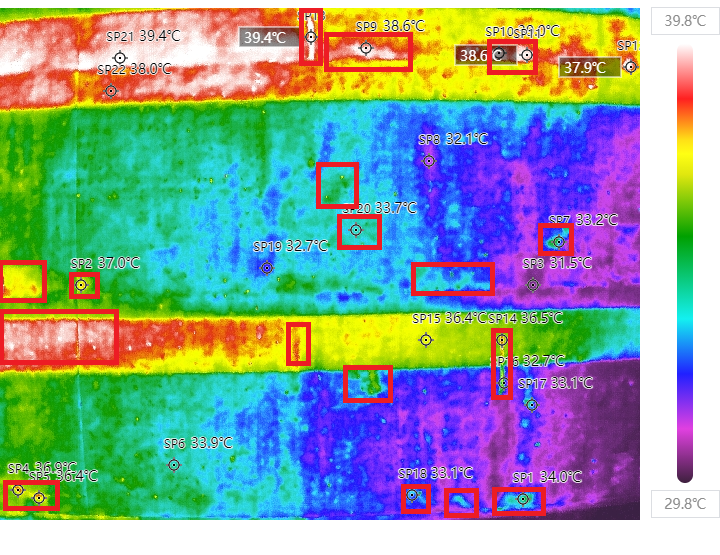 39.8℃
SP21 39.4℃
39.4℃
SP9 38.6℃
38.6
37.9℃
SP22 38.0℃
SP8 32.1℃
SP20 33.7℃
SP7 33.2℃
SP19 32.7℃
SP2 37.0℃
SP3 31.5℃
SP15 36.4℃
SP14 36.5℃
32.7℃
SP17 33.1℃
SP6 33.9℃
SP4 36.9℃
36.4℃
SP18 33.1℃
SP1 34.0℃
29.8℃